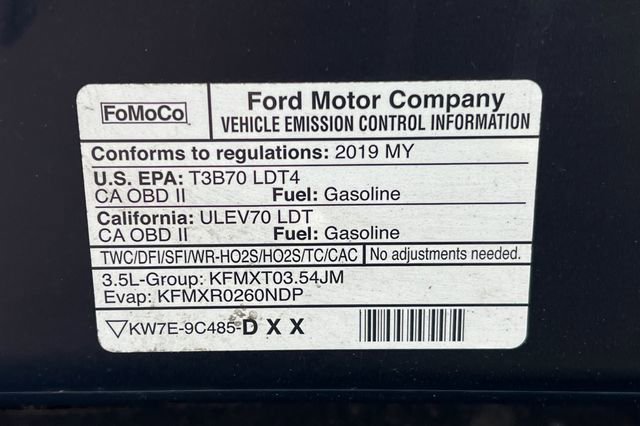 FoMoCo
Ford Motor Company
VEHICLE EMISSION CONTROL INFORMATION
Conforms to regulations: 2019 MY
U.S. EPA: T3B70 LDT4
CA OBD II Fuel: Gasoline
California: ULEV70 LDT
CA OBD II Fuel: Gasoline
TWC/DFI/SFI/WR-HO2S/HO2S/TC/CAC No adjustments needed.
3.5L-Group: KFMXT03.54JM
Evap: KFMXR0260NDP
KW7E-9C485-DXX